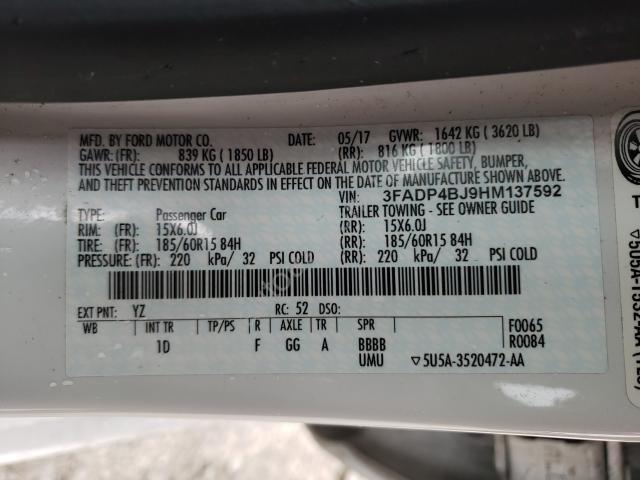 MFD. BY FORD MOTOR CO. DATE: 05/17 GVWR: 1642 KG ( 3620 LB)
GAWR: (FR): 839 KG ( 1850 LB) (RR): 816 KG ( 1800 LB)
THIS VEHICLE CONFORMS TO ALL APPLICABLE FEDERAL MOTOR VEHICLE SAFETY, BUMPER,
AND THEFT PREVENTION STANDARDS IN EFFECT ON THE DATE OF MANUFACTURE SHOWN ABOVE.
VIN: 3FADP4BJ9HM137592
TYPE: Passenger Car TRAILER TOWING - SEE OWNER GUIDE
RIM: (FR) 15X6.0J (RR): 15X6.0J
TIRE: (FR) 185/60R15 84H (RR): 185/60R15 84H
PRESSURE: (FR): 220 kPa/ 32 PSI COLD (RR): 220 kPa/ 32 PSI COLD
EXT PNT: YZ RC: 52 DSO:
WB INT TR TP/PS R AXLE TR SPR F0065
1D F GG A BBBB R0084
UMU ▽5U5A-3520472-AA